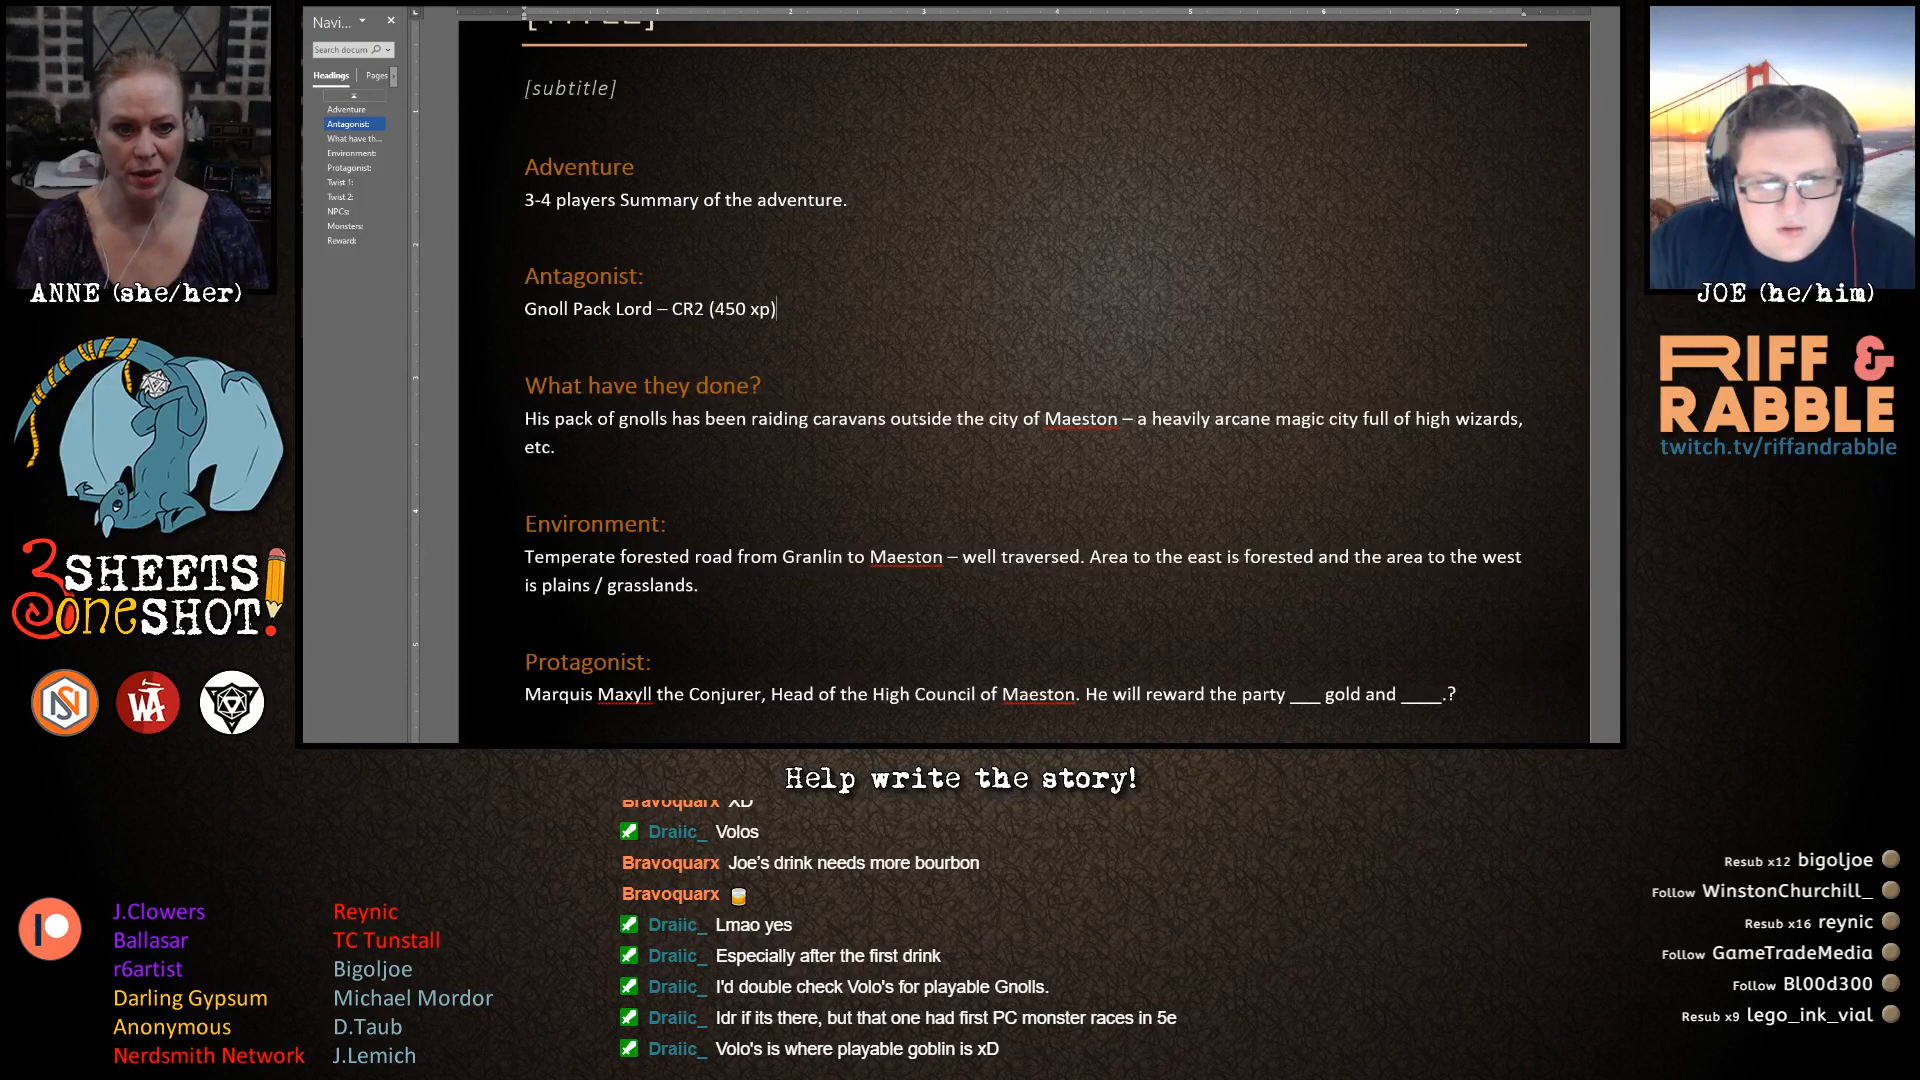 Navi...
Search docum
Headings
Pages
Adventure
Antagonist:
What have th...
Environment:
Protagonist:
Twist 1:
Twist 2:
NPCs:
Monsters:
Reward:
[TITLE]
[subtitle]
Adventure
3-4 players Summary of the adventure.
Antagonist:
Gnoll Pack Lord – CR2 (450 xp)
What have they done?
His pack of gnolls has been raiding caravans outside the city of Maeston – a heavily arcane magic city full of high wizards,
etc.
Environment:
Temperate forested road from Granlin to Maeston – well traversed. Area to the east is forested and the area to the west
is plains / grasslands.
Protagonist:
Marquis Maxyll the Conjurer, Head of the High Council of Maeston. He will reward the party ___ gold and ____.?
ANNE (she/her)
3 SHEETS
oneSHOT!
NS
WA
JOE (he/him)
RIFF &
RABBLE
twitch.tv/riffandrabble
Help write the story!
Bravoquarx XD
Draiic_ Volos
Bravoquarx Joe's drink needs more bourbon
Bravoquarx
Draiic_ Lmao yes
Draiic_ Especially after the first drink
Draiic_ I'd double check Volo's for playable Gnolls.
Draiic_ Idr if its there, but that one had first PC monster races in 5e
Draiic_ Volo's is where playable goblin is xD
J.Clowers
Ballasar
r6artist
Darling Gypsum
Anonymous
Nerdsmith Network
Reynic
TC Tunstall
Bigoljoe
Michael Mordor
D.Taub
J.Lemich
Resub x12 bigoljoe
Follow WinstonChurchill_
Resub x16 reynic
Follow GameTradeMedia
Follow Bl00d300
Resub x9 lego_ink_vial